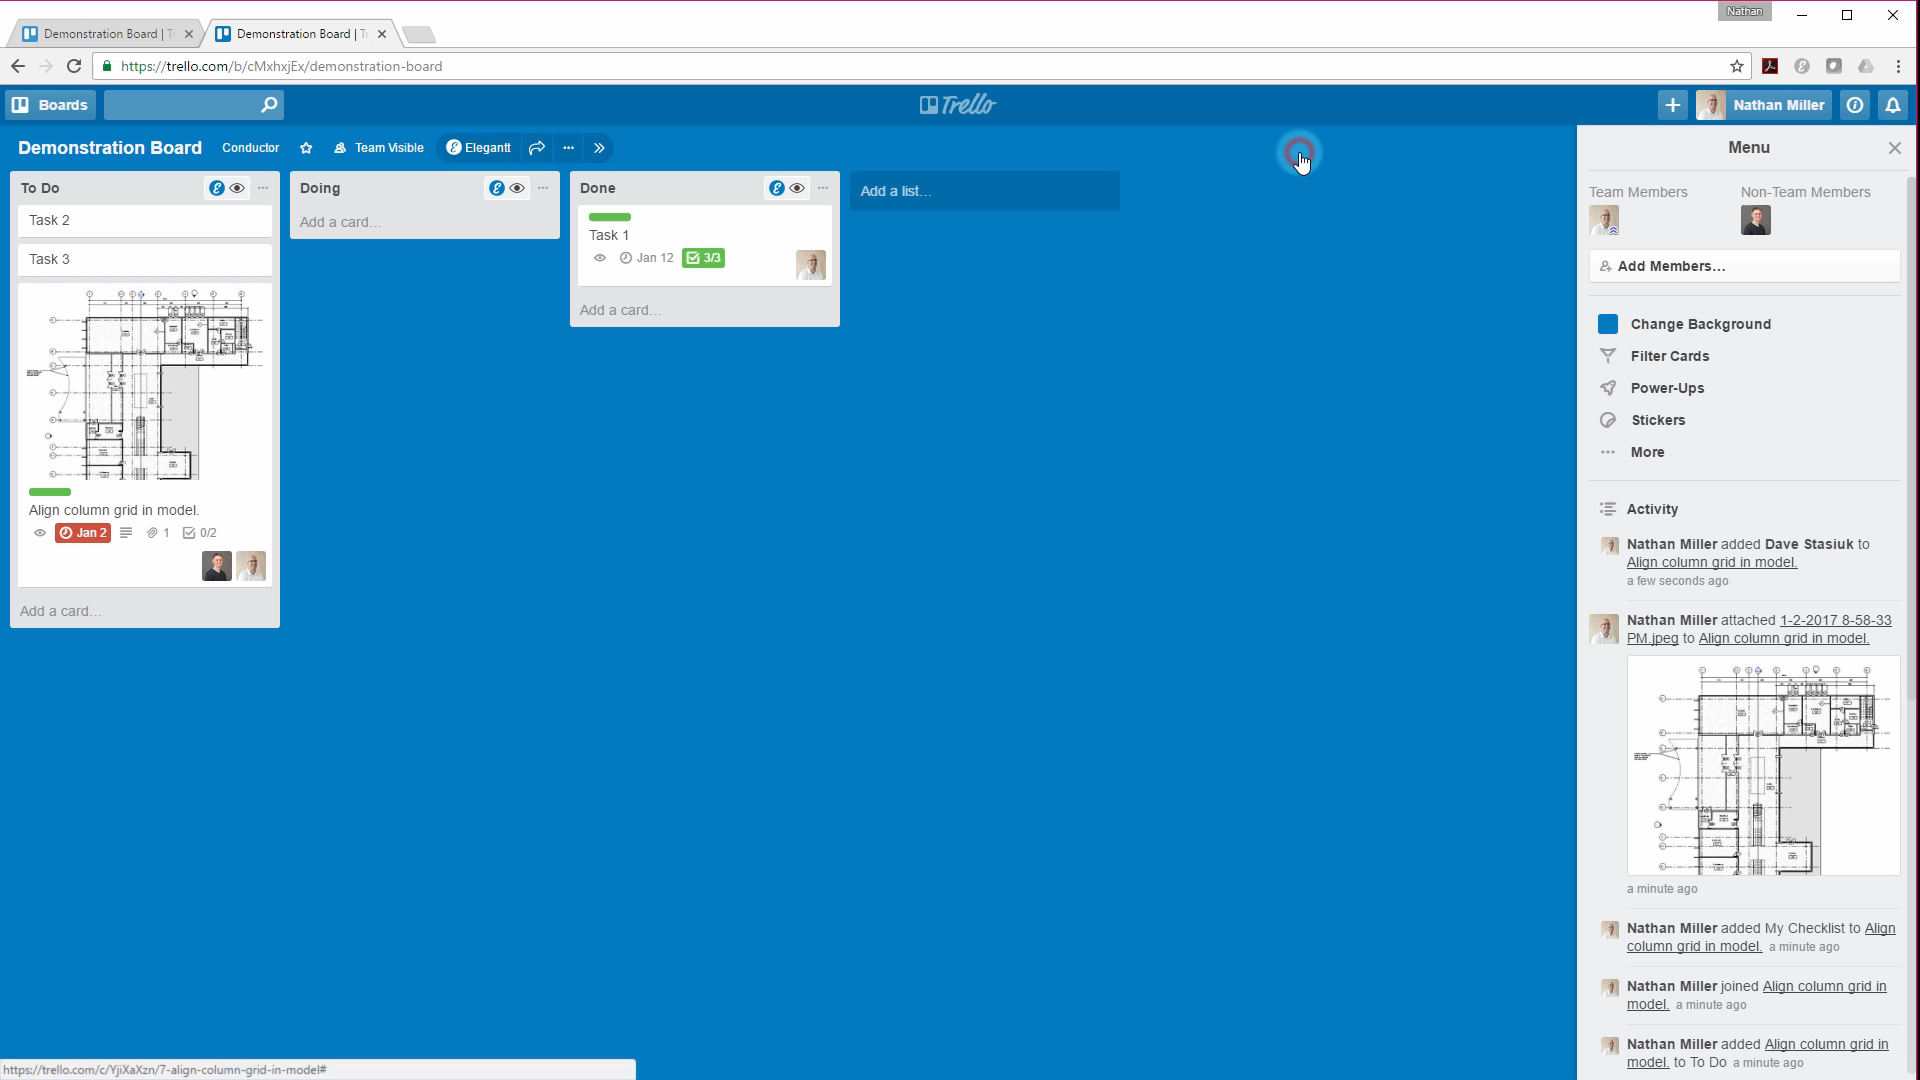 Nathan
Demonstration Board | T
Demonstration Board | Tr
https://trello.com/b/cMxhxjEx/demonstration-board
Boards
Trello
Nathan Miller
Demonstration Board
Conductor
Team Visible
Elegantt
To Do
Task 2
Task 3
Align column grid in model.
Jan 2
1
0/2
Add a card...
Doing
Add a card...
Done
Task 1
Jan 12
3/3
Add a card...
Add a list...
Menu
Team Members
Non-Team Members
Add Members...
Change Background
Filter Cards
Power-Ups
Stickers
More
Activity
Nathan Miller added Dave Stasiuk to
Align column grid in model.
a few seconds ago
Nathan Miller attached 1-2-2017 8-58-33
PM.jpeg to Align column grid in model.
a minute ago
Nathan Miller added My Checklist to Align
column grid in model. a minute ago
Nathan Miller joined Align column grid in
model. a minute ago
Nathan Miller added Align column grid in
model. to To Do a minute ago
https://trello.com/c/YjiXaXzn/7-align-column-grid-in-model#